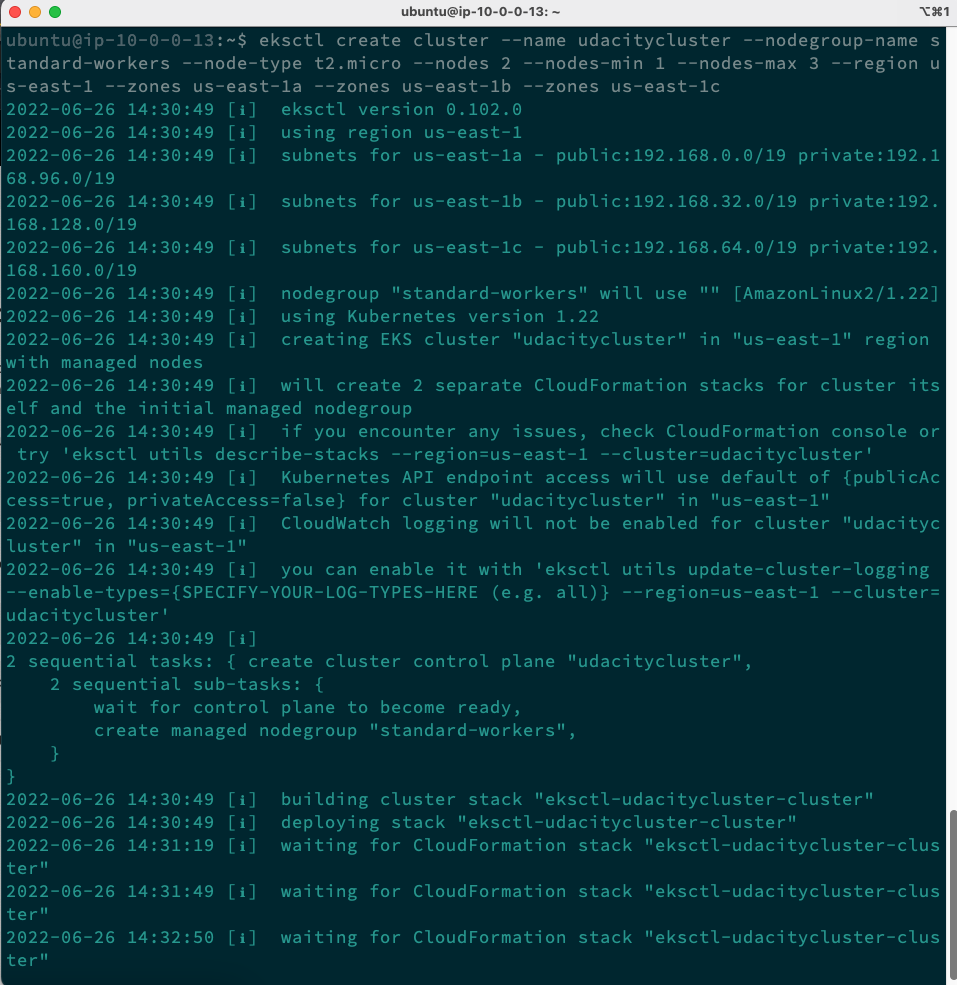 ubuntu@ip-10-0-0-13: ~
⌥⌘1
ubuntu@ip-10-0-0-13:~$ eksctl create cluster --name udacitycluster --nodegroup-name s
tandard-workers --node-type t2.micro --nodes 2 --nodes-min 1 --nodes-max 3 --region u
s-east-1 --zones us-east-1a --zones us-east-1b --zones us-east-1c
2022-06-26 14:30:49 [ℹ]  eksctl version 0.102.0
2022-06-26 14:30:49 [ℹ]  using region us-east-1
2022-06-26 14:30:49 [ℹ]  subnets for us-east-1a - public:192.168.0.0/19 private:192.1
68.96.0/19
2022-06-26 14:30:49 [ℹ]  subnets for us-east-1b - public:192.168.32.0/19 private:192.
168.128.0/19
2022-06-26 14:30:49 [ℹ]  subnets for us-east-1c - public:192.168.64.0/19 private:192.
168.160.0/19
2022-06-26 14:30:49 [ℹ]  nodegroup "standard-workers" will use "" [AmazonLinux2/1.22]
2022-06-26 14:30:49 [ℹ]  using Kubernetes version 1.22
2022-06-26 14:30:49 [ℹ]  creating EKS cluster "udacitycluster" in "us-east-1" region
with managed nodes
2022-06-26 14:30:49 [ℹ]  will create 2 separate CloudFormation stacks for cluster its
elf and the initial managed nodegroup
2022-06-26 14:30:49 [ℹ]  if you encounter any issues, check CloudFormation console or
 try 'eksctl utils describe-stacks --region=us-east-1 --cluster=udacitycluster'
2022-06-26 14:30:49 [ℹ]  Kubernetes API endpoint access will use default of {publicAc
cess=true, privateAccess=false} for cluster "udacitycluster" in "us-east-1"
2022-06-26 14:30:49 [ℹ]  CloudWatch logging will not be enabled for cluster "udacityc
luster" in "us-east-1"
2022-06-26 14:30:49 [ℹ]  you can enable it with 'eksctl utils update-cluster-logging
--enable-types={SPECIFY-YOUR-LOG-TYPES-HERE (e.g. all)} --region=us-east-1 --cluster=
udacitycluster'
2022-06-26 14:30:49 [ℹ]
2 sequential tasks: { create cluster control plane "udacitycluster",
    2 sequential sub-tasks: {
        wait for control plane to become ready,
        create managed nodegroup "standard-workers",
    }
}
2022-06-26 14:30:49 [ℹ]  building cluster stack "eksctl-udacitycluster-cluster"
2022-06-26 14:30:49 [ℹ]  deploying stack "eksctl-udacitycluster-cluster"
2022-06-26 14:31:19 [ℹ]  waiting for CloudFormation stack "eksctl-udacitycluster-clus
ter"
2022-06-26 14:31:49 [ℹ]  waiting for CloudFormation stack "eksctl-udacitycluster-clus
ter"
2022-06-26 14:32:50 [ℹ]  waiting for CloudFormation stack "eksctl-udacitycluster-clus
ter"